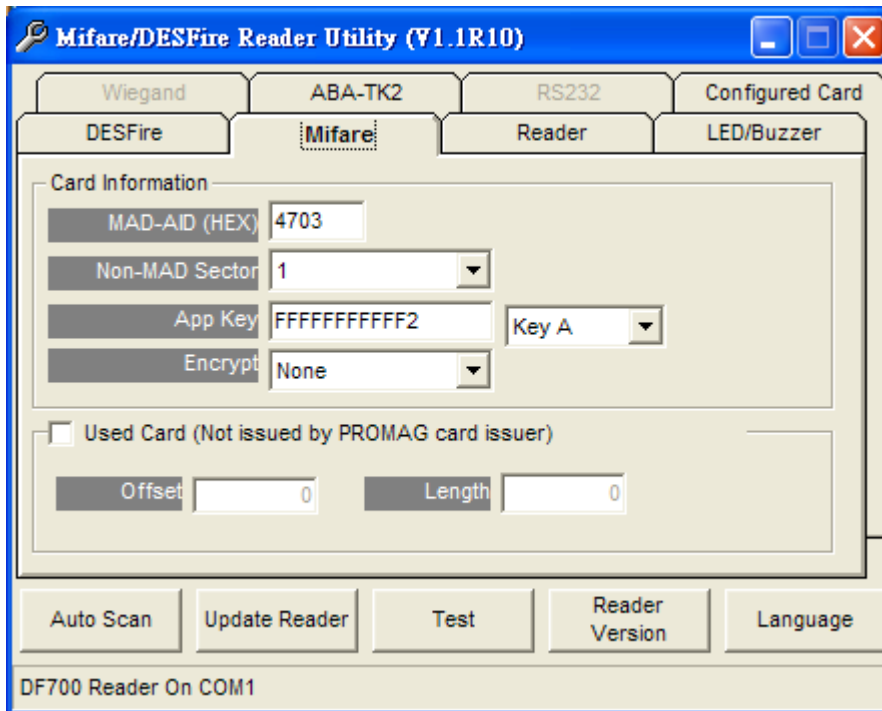 Mifare/DESFire Reader Utility (V1.1R10)
Wiegand ABA-TK2 RS232 Configured Card
DESFire Mifare Reader LED/Buzzer
Card Information
MAD-AID (HEX) 4703
Non-MAD Sector 1
App Key FFFFFFFFFFF2 Key A
Encrypt None
Used Card (Not issued by PROMAG card issuer)
Offset 0 Length 0
Auto Scan Update Reader Test Reader Version Language
DF700 Reader On COM1